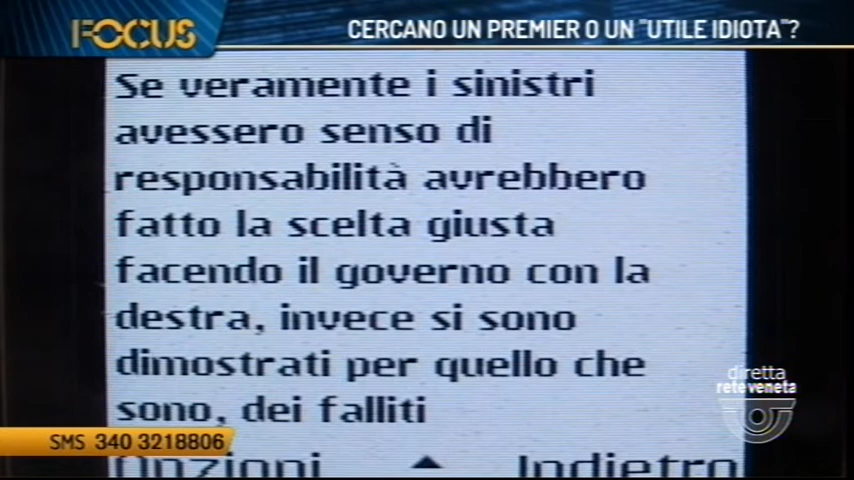 FOCUS
CERCANO UN PREMIER O UN "UTILE IDIOTA"?
Se veramente i sinistri
avessero senso di
responsabilità avrebbero
fatto la scelta giusta
facendo il governo con la
destra, invece si sono
dimostrati per quello che
sono, dei falliti
diretta
reteveneta
SMS 340 3218806
Opzioni Indietro